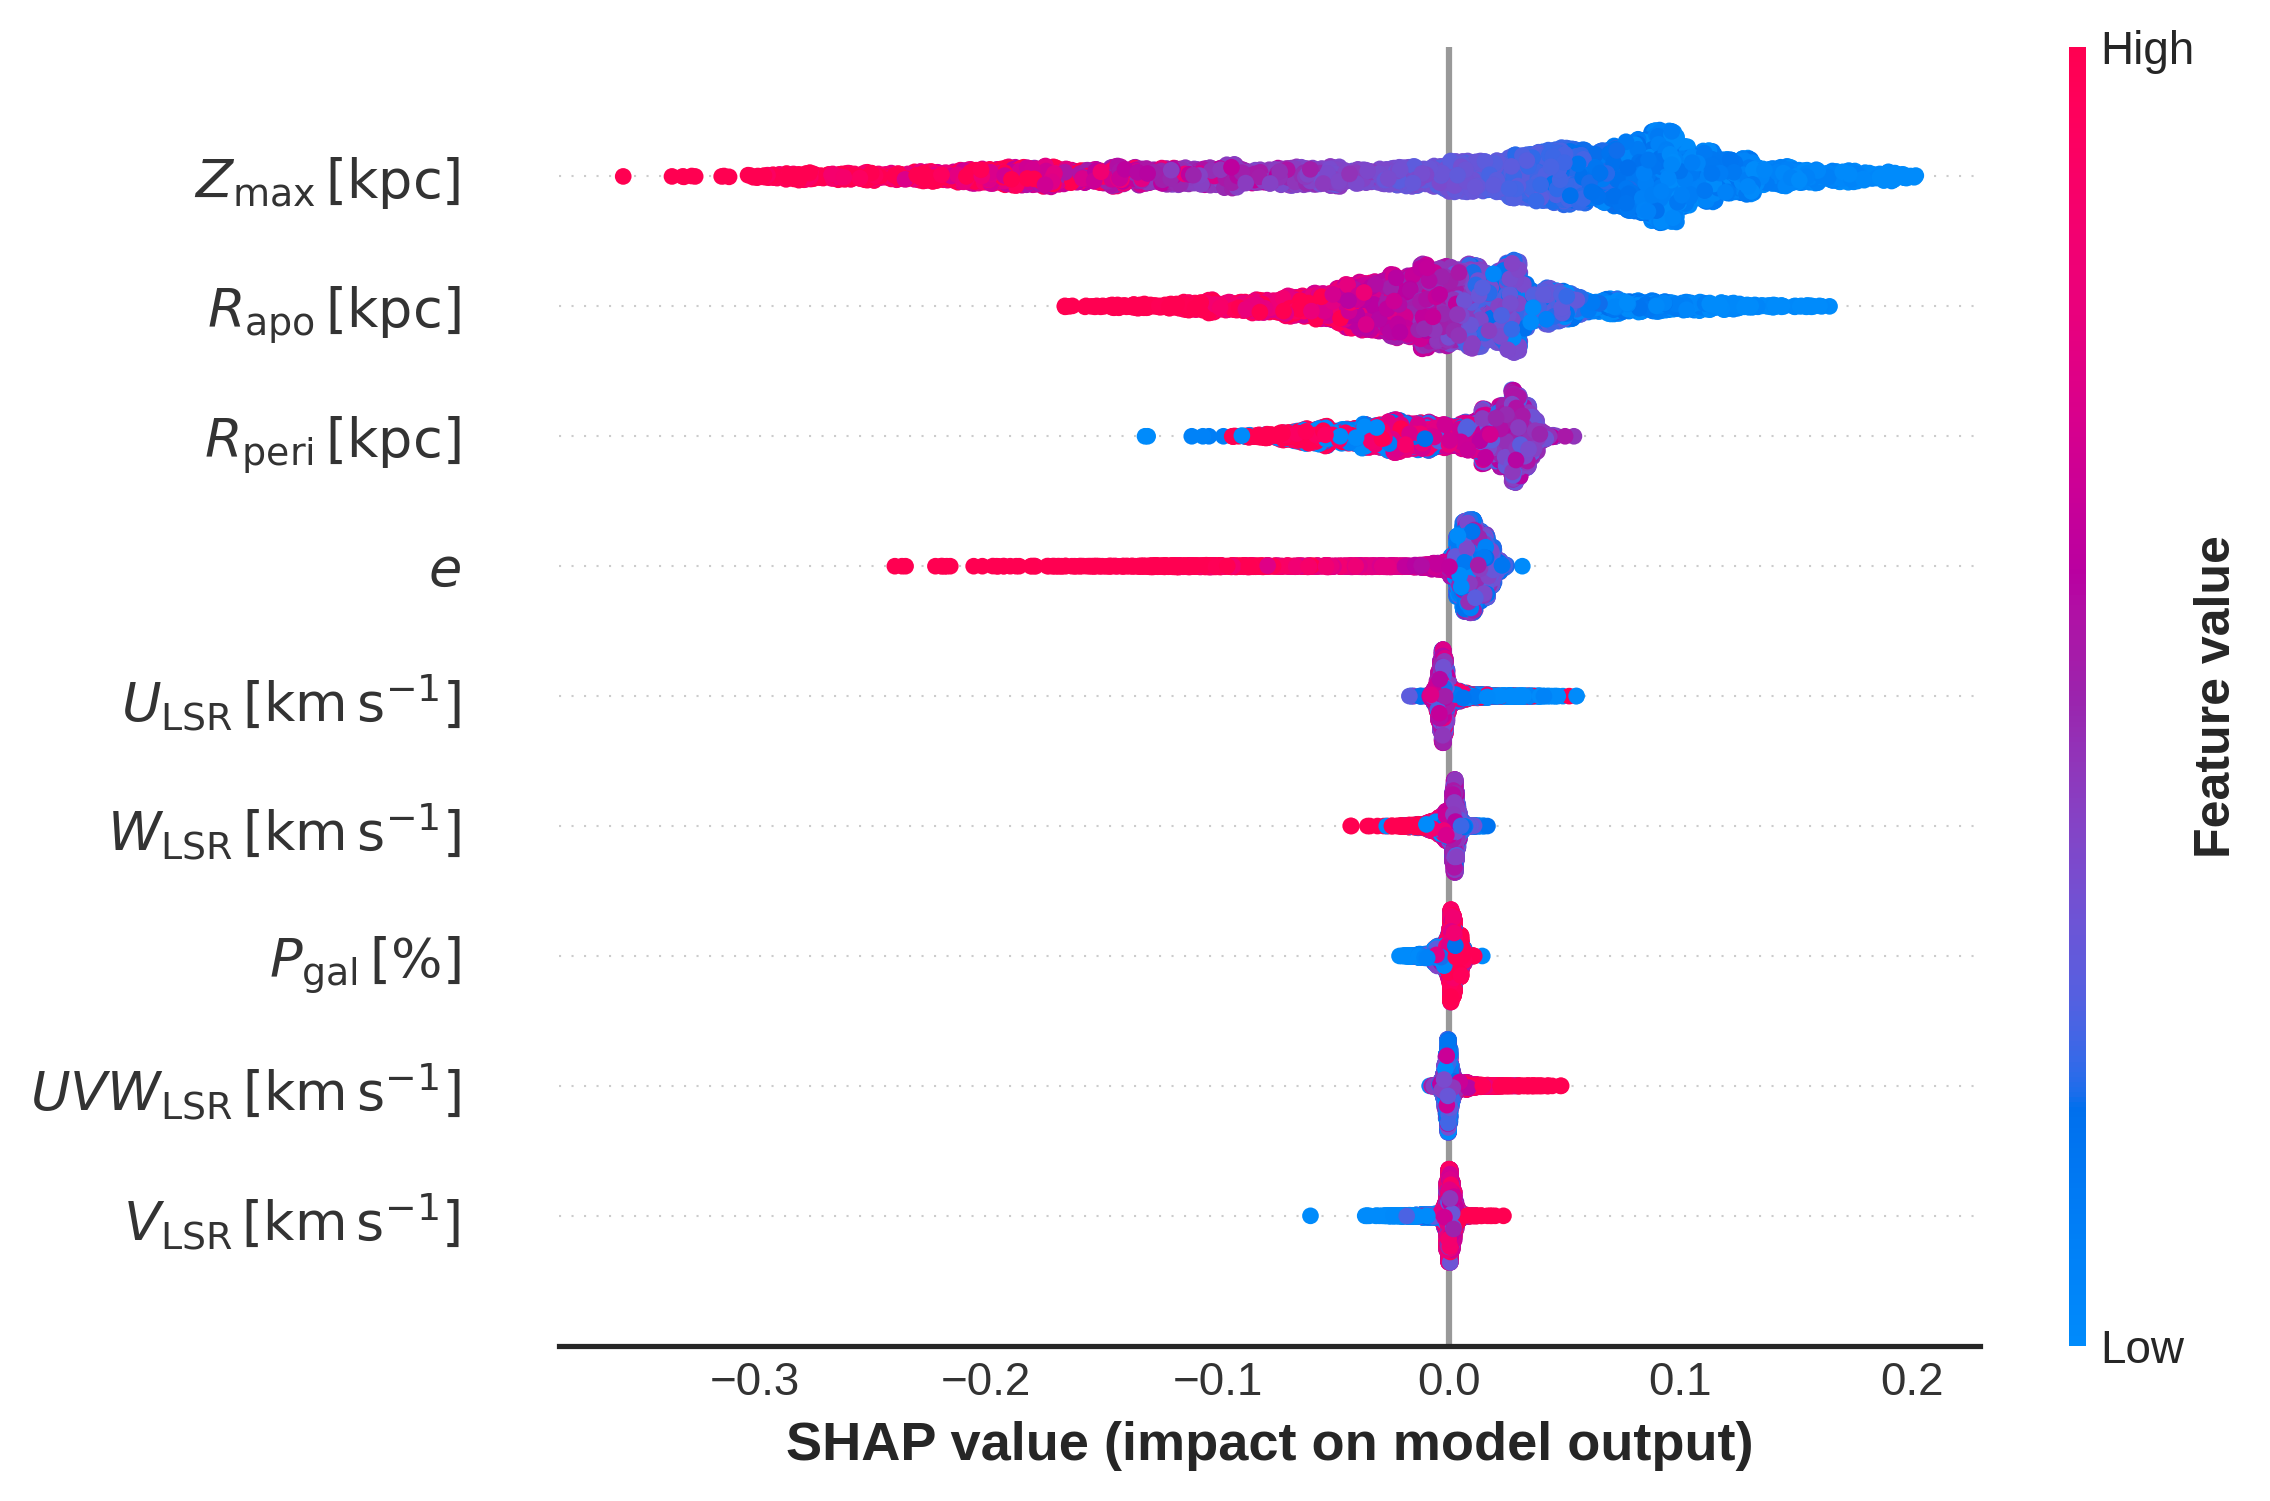 High
Z_max [kpc]
R_apo [kpc]
R_peri [kpc]
e
U_LSR [km s⁻¹]
W_LSR [km s⁻¹]
P_gal [%]
UVW_LSR [km s⁻¹]
V_LSR [km s⁻¹]
Low
Feature value
−0.3 −0.2 −0.1 0.0 0.1 0.2
SHAP value (impact on model output)